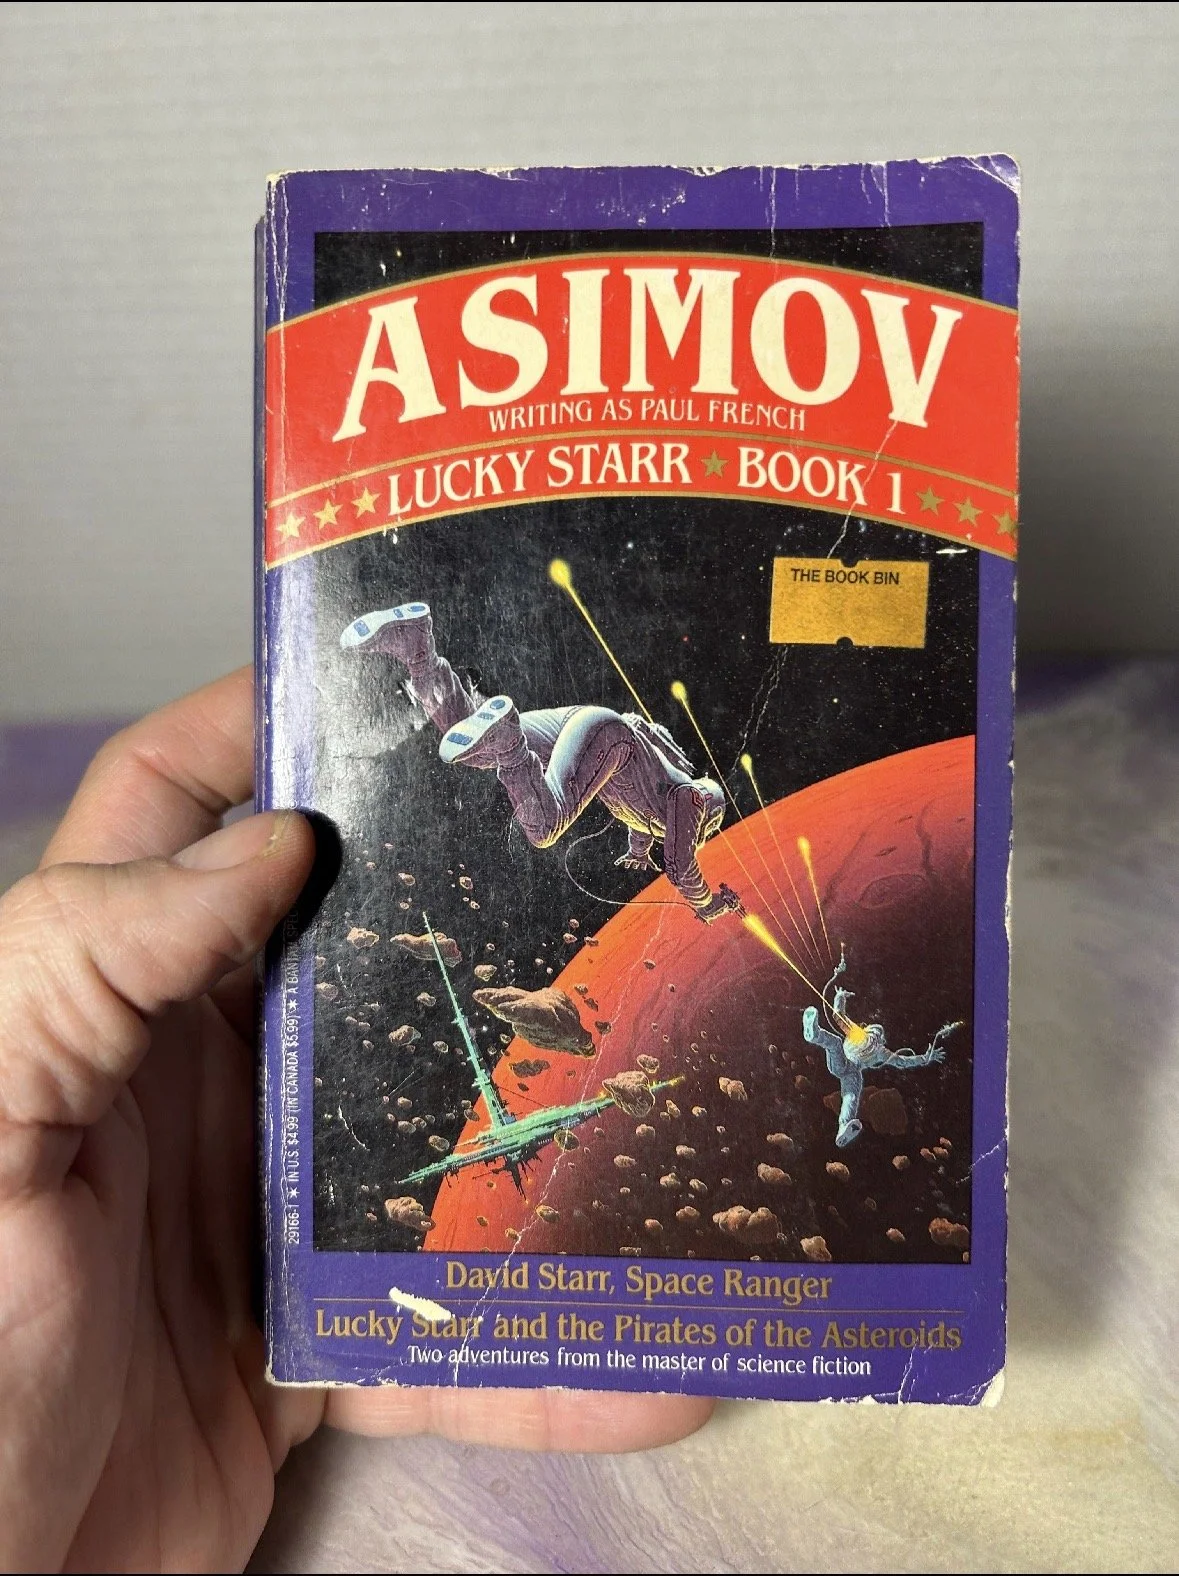 ASIMOV
WRITING AS PAUL FRENCH
★★★ LUCKY STARR ★ BOOK 1 ★★★
THE BOOK BIN
29166-1 ★ IN U.S. $4.99 (IN CANADA $5.99) ★ A BANTAM SPE
David Starr, Space Ranger
Lucky Starr and the Pirates of the Asteroids
Two adventures from the master of science fiction